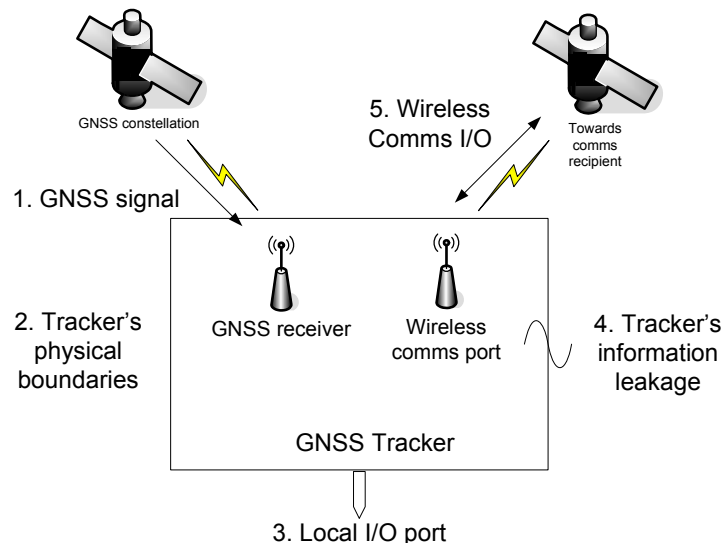 GNSS constellation
5. Wireless
Comms I/O
Towards
comms
recipient
1. GNSS signal
2. Tracker's
physical
boundaries
GNSS receiver
Wireless
comms port
4. Tracker's
information
leakage
GNSS Tracker
3. Local I/O port